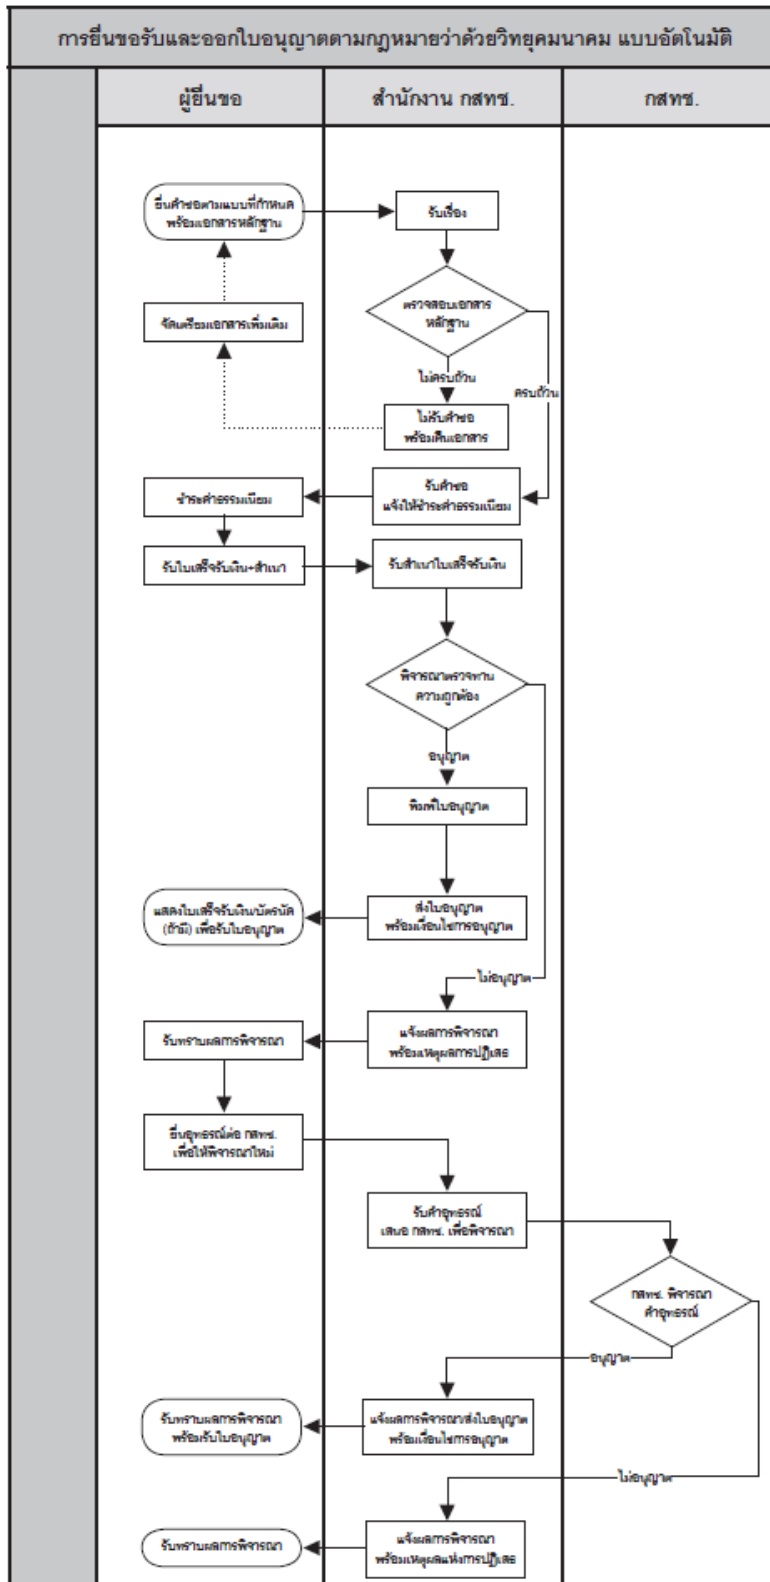 การยื่นขอรับและออกใบอนุญาตตามกฎหมายว่าด้วยวิทยุคมนาคม แบบอัตโนมัติ
ผู้ยื่นขอ
สำนักงาน กสทช.
กสทช.
ยื่นคำขอตามแบบที่กำหนด
พร้อมเอกสารหลักฐาน
รับเรื่อง
ตรวจสอบเอกสาร
หลักฐาน
จัดเตรียมเอกสารเพิ่มเติม
ไม่ครบถ้วน
ครบถ้วน
ไม่รับคำขอ
พร้อมคืนเอกสาร
รับคำขอ
แจ้งให้ชำระค่าธรรมเนียม
ชำระค่าธรรมเนียม
รับใบเสร็จรับเงิน+สำเนา
รับสำเนาใบเสร็จรับเงิน
พิจารณาตรวจทาน
ความถูกต้อง
อนุญาต
พิมพ์ใบอนุญาต
แสดงใบเสร็จรับเงิน/บัตรนัด
(ถ้ามี) เพื่อรับใบอนุญาต
ส่งใบอนุญาต
พร้อมเงื่อนไขการอนุญาต
ไม่อนุญาต
แจ้งผลการพิจารณา
พร้อมเหตุผลการปฏิเสธ
รับทราบผลการพิจารณา
ยื่นอุทธรณ์ต่อ กสทช.
เพื่อให้พิจารณาใหม่
รับคำอุทธรณ์
เสนอ กสทช. เพื่อพิจารณา
กสทช. พิจารณา
คำอุทธรณ์
อนุญาต
รับทราบผลการพิจารณา
พร้อมรับใบอนุญาต
แจ้งผลการพิจารณา/ส่งใบอนุญาต
พร้อมเงื่อนไขการอนุญาต
ไม่อนุญาต
รับทราบผลการพิจารณา
แจ้งผลการพิจารณา
พร้อมเหตุผลแห่งการปฏิเสธ